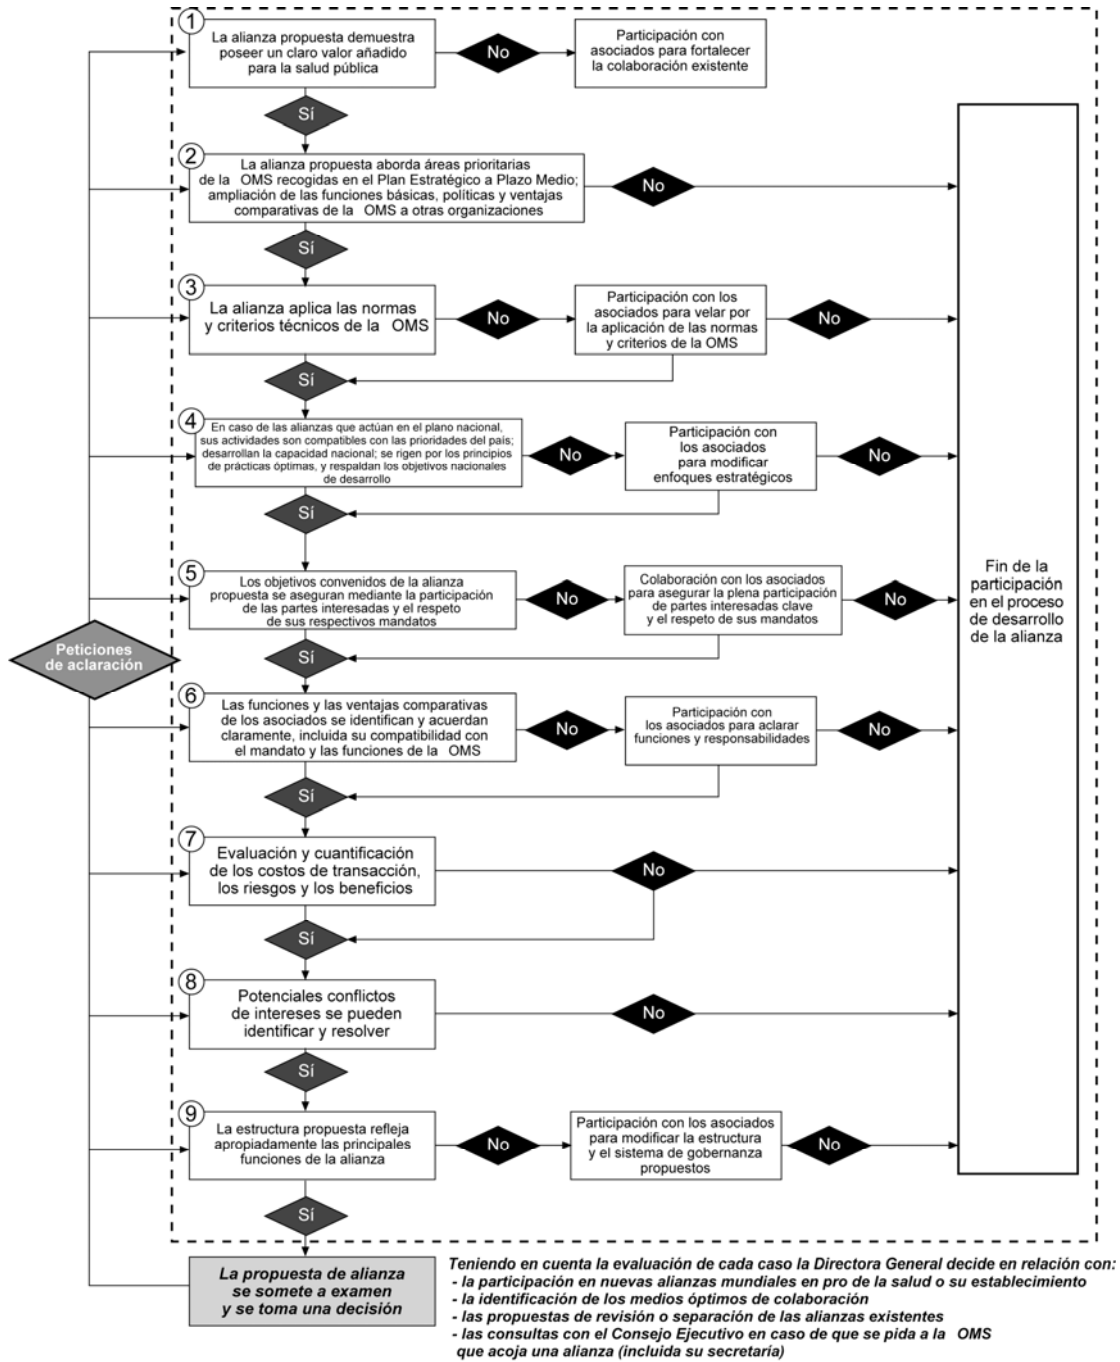 1
La alianza propuesta demuestra
poseer un claro valor añadido
para la salud pública
No
Participación con
asociados para fortalecer
la colaboración existente
Sí
2
La alianza propuesta aborda áreas prioritarias
de la OMS recogidas en el Plan Estratégico a Plazo Medio;
ampliación de las funciones básicas, políticas y ventajas
comparativas de la OMS a otras organizaciones
No
Sí
3
La alianza aplica las normas
y criterios técnicos de la OMS
No
Participación con los
asociados para velar por
la aplicación de las normas
y criterios de la OMS
No
Sí
4
En caso de las alianzas que actúan en el plano nacional,
sus actividades son compatibles con las prioridades del país;
desarrollan la capacidad nacional; se rigen por los principios
de prácticas óptimas, y respaldan los objetivos nacionales
de desarrollo
No
Participación con
los asociados
para modificar
enfoques estratégicos
No
Sí
5
Los objetivos convenidos de la alianza
propuesta se aseguran mediante la participación
de las partes interesadas y el respeto
de sus respectivos mandatos
No
Colaboración con los asociados
para asegurar la plena participación
de partes interesadas clave
y el respeto de sus mandatos
No
Fin de la
participación
en el proceso
de desarrollo
de la alianza
Peticiones
de aclaración
Sí
6
Las funciones y las ventajas comparativas
de los asociados se identifican y acuerdan
claramente, incluida su compatibilidad con
el mandato y las funciones de la OMS
No
Participación con
los asociados para aclarar
funciones y responsabilidades
No
Sí
7
Evaluación y cuantificación
de los costos de transacción,
los riesgos y los beneficios
No
Sí
8
Potenciales conflictos
de intereses se pueden
identificar y resolver
No
Sí
9
La estructura propuesta refleja
apropiadamente las principales
funciones de la alianza
No
Participación con los asociados
para modificar la estructura
y el sistema de gobernanza
propuestos
No
Sí
La propuesta de alianza
se somete a examen
y se toma una decisión
Teniendo en cuenta la evaluación de cada caso la Directora General decide en relación con:
- la participación en nuevas alianzas mundiales en pro de la salud o su establecimiento
- la identificación de los medios óptimos de colaboración
- las propuestas de revisión o separación de las alianzas existentes
- las consultas con el Consejo Ejecutivo en caso de que se pida a la OMS
que acoja una alianza (incluida su secretaría)